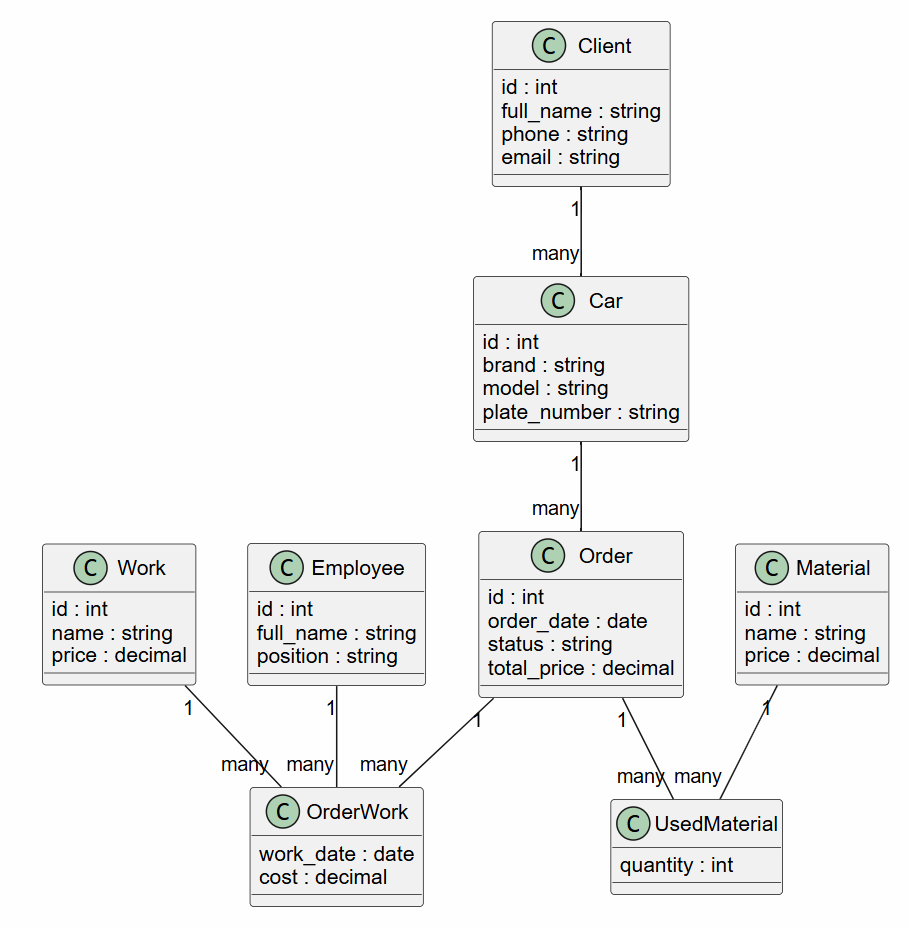 C Client
id : int
full_name : string
phone : string
email : string
1
many
C Car
id : int
brand : string
model : string
plate_number : string
1
many
C Work
id : int
name : string
price : decimal
C Employee
id : int
full_name : string
position : string
C Order
id : int
order_date : date
status : string
total_price : decimal
C Material
id : int
name : string
price : decimal
1
1
1
1
1
many
many
many
many
many
C OrderWork
work_date : date
cost : decimal
C UsedMaterial
quantity : int